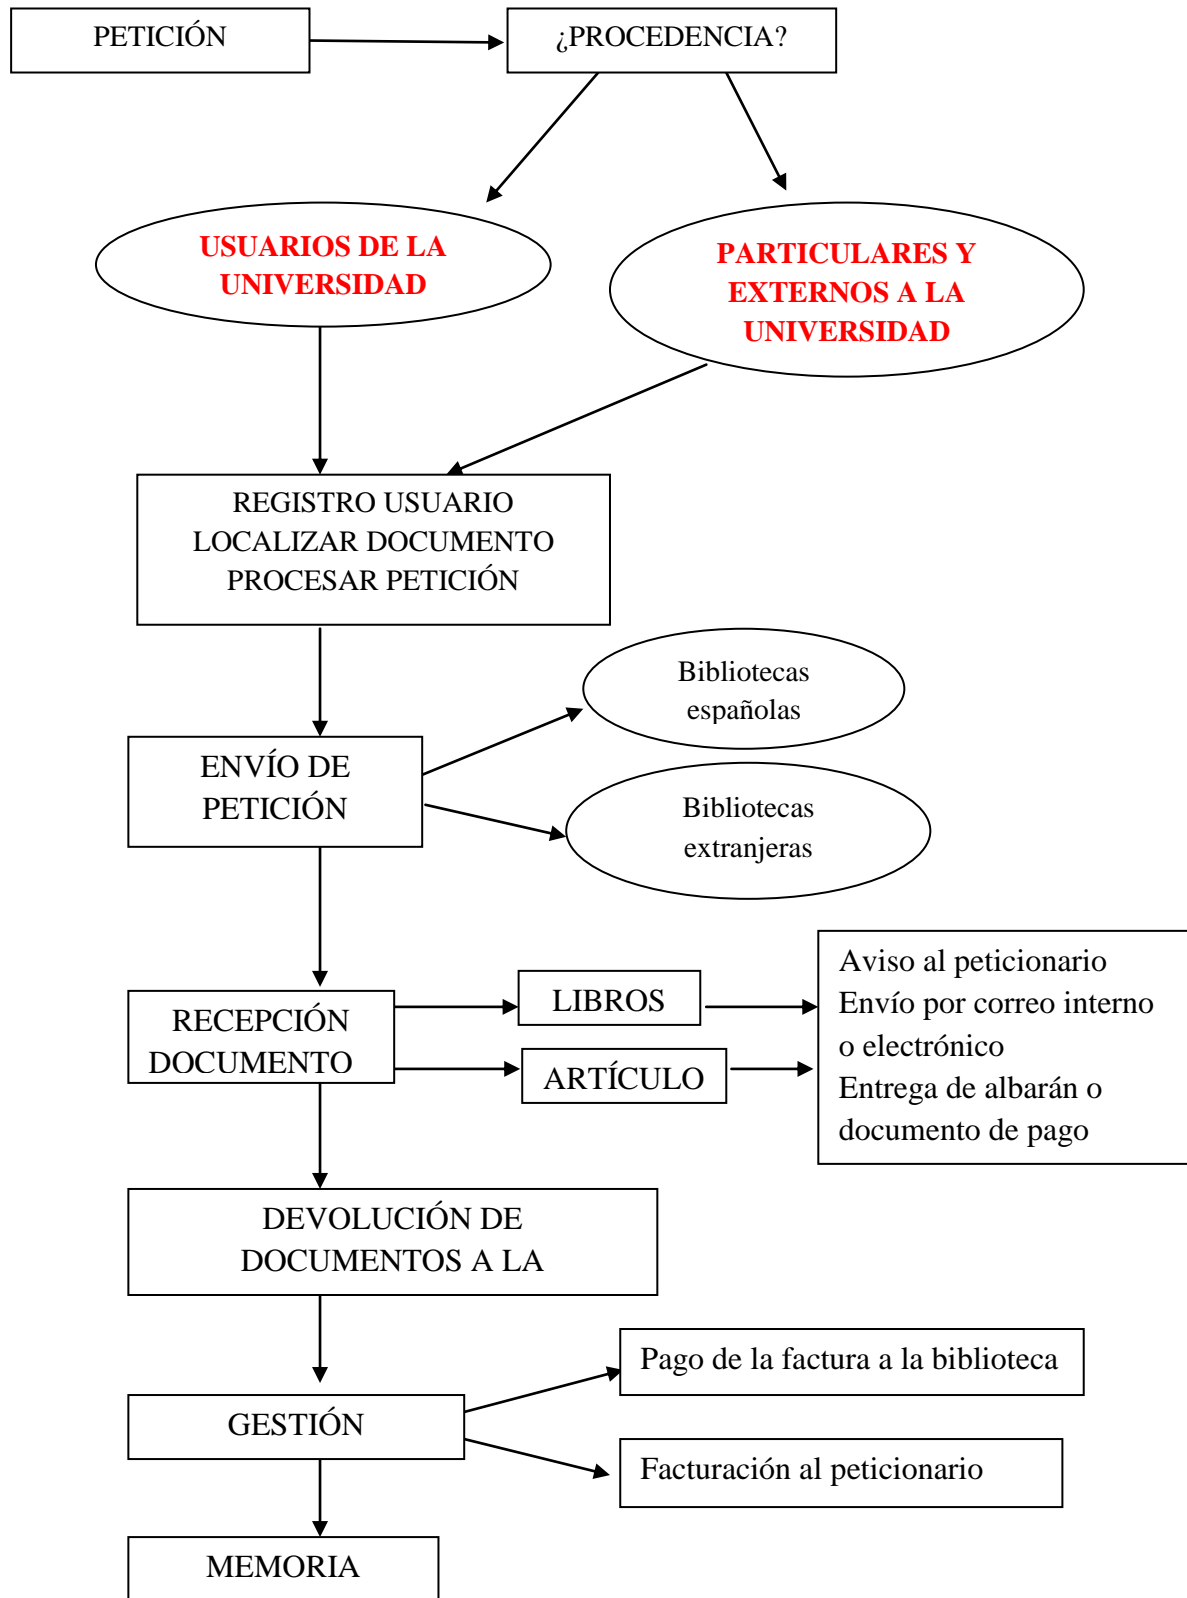 PETICIÓN
¿PROCEDENCIA?
USUARIOS DE LA
UNIVERSIDAD
PARTICULARES Y
EXTERNOS A LA
UNIVERSIDAD
REGISTRO USUARIO
LOCALIZAR DOCUMENTO
PROCESAR PETICIÓN
Bibliotecas
españolas
ENVÍO DE
PETICIÓN
Bibliotecas
extranjeras
RECEPCIÓN
DOCUMENTO
LIBROS
ARTÍCULO
Aviso al peticionario
Envío por correo interno
o electrónico
Entrega de albarán o
documento de pago
DEVOLUCIÓN DE
DOCUMENTOS A LA
Pago de la factura a la biblioteca
GESTIÓN
Facturación al peticionario
MEMORIA